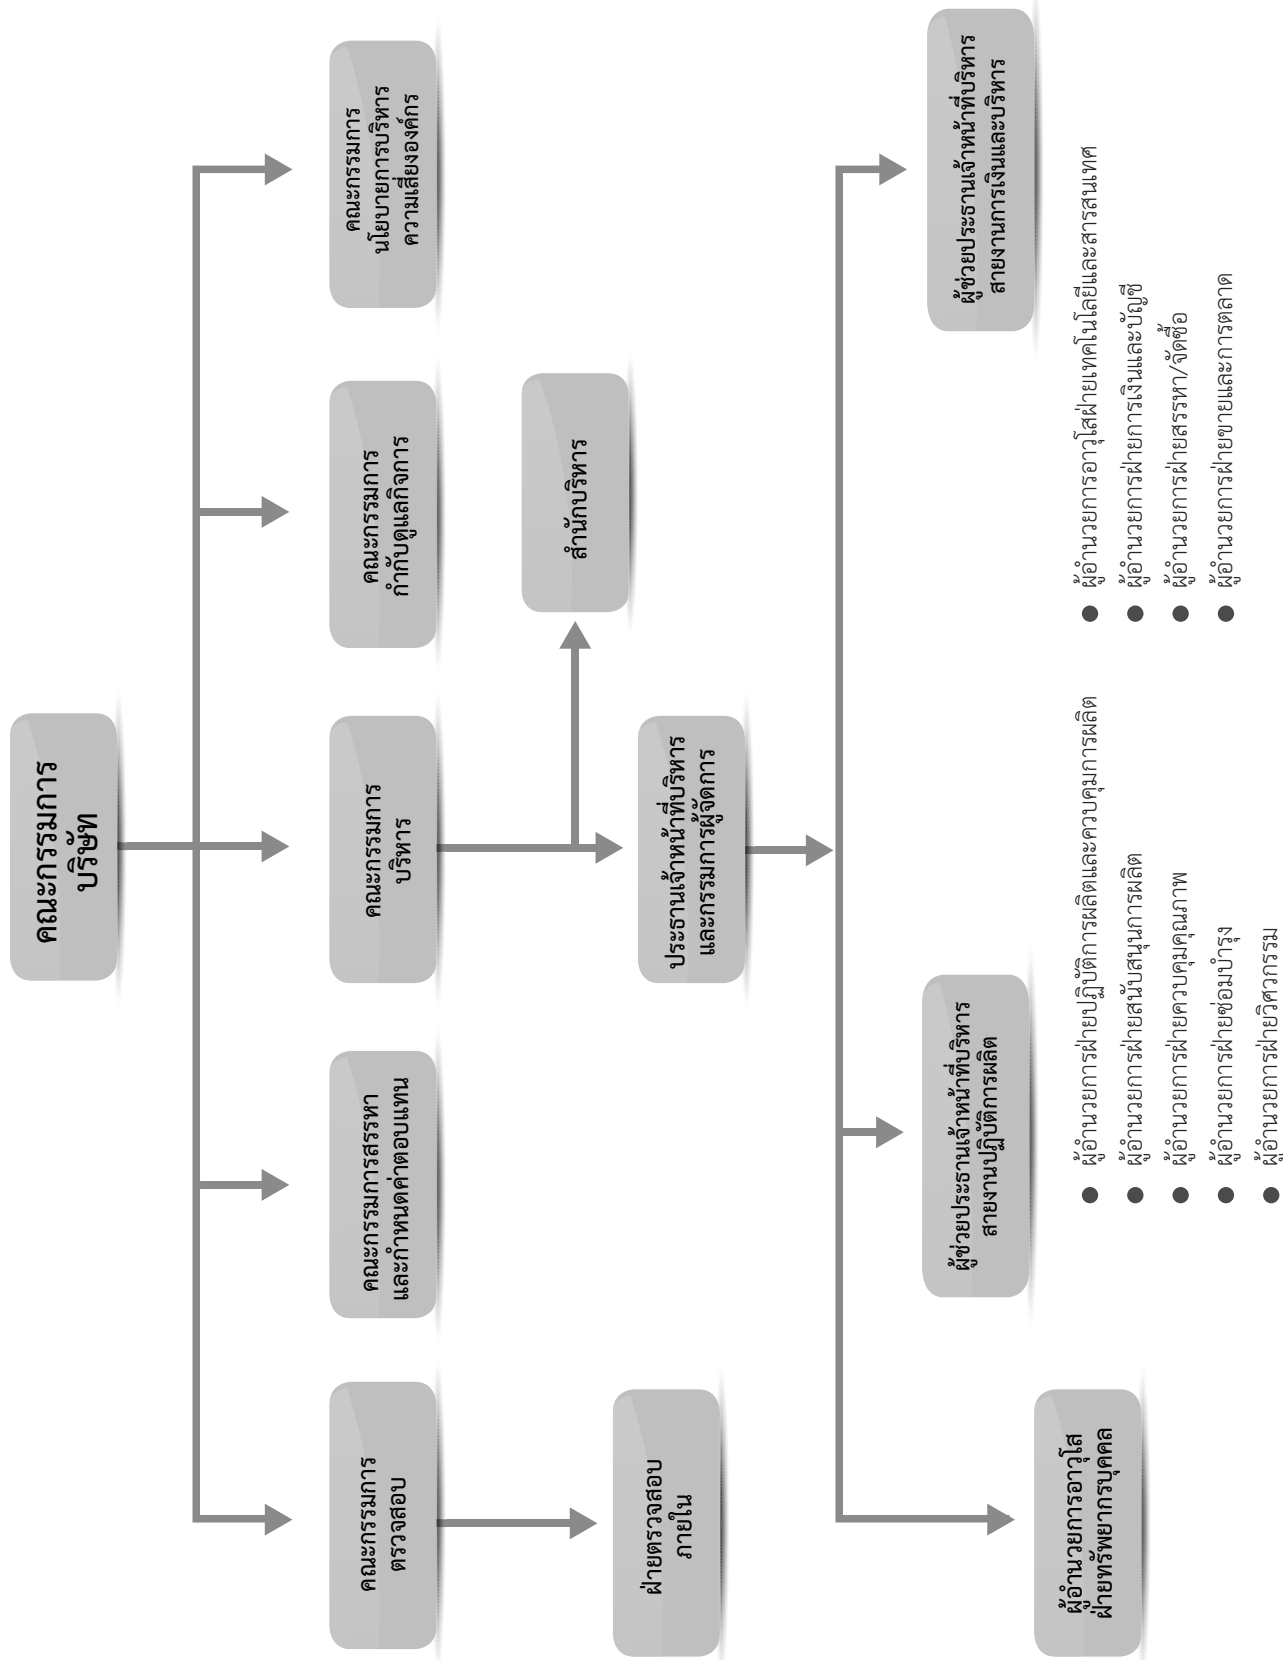 คณะกรรมการ
บริษัท
คณะกรรมการ
ตรวจสอบ
คณะกรรมการสรรหา
และกำหนดค่าตอบแทน
คณะกรรมการ
บริหาร
คณะกรรมการ
กำกับดูแลกิจการ
คณะกรรมการ
นโยบายการบริหาร
ความเสี่ยงองค์กร
สำนักบริหาร
ฝ่ายตรวจสอบ
ภายใน
ประธานเจ้าหน้าที่บริหาร
และกรรมการผู้จัดการ
ผู้อำนวยการอาวุโส
ฝ่ายทรัพยากรบุคคล
ผู้ช่วยประธานเจ้าหน้าที่บริหาร
สายงานปฏิบัติการผลิต
● ผู้อำนวยการฝ่ายปฏิบัติการผลิตและควบคุมการผลิต
● ผู้อำนวยการฝ่ายสนับสนุนการผลิต
● ผู้อำนวยการฝ่ายควบคุมคุณภาพ
● ผู้อำนวยการฝ่ายซ่อมบำรุง
● ผู้อำนวยการฝ่ายวิศวกรรม
ผู้ช่วยประธานเจ้าหน้าที่บริหาร
สายงานการเงินและบริหาร
● ผู้อำนวยการอาวุโสฝ่ายเทคโนโลยีและสารสนเทศ
● ผู้อำนวยการฝ่ายการเงินและบัญชี
● ผู้อำนวยการฝ่ายสรรหา/จัดซื้อ
● ผู้อำนวยการฝ่ายขายและการตลาด